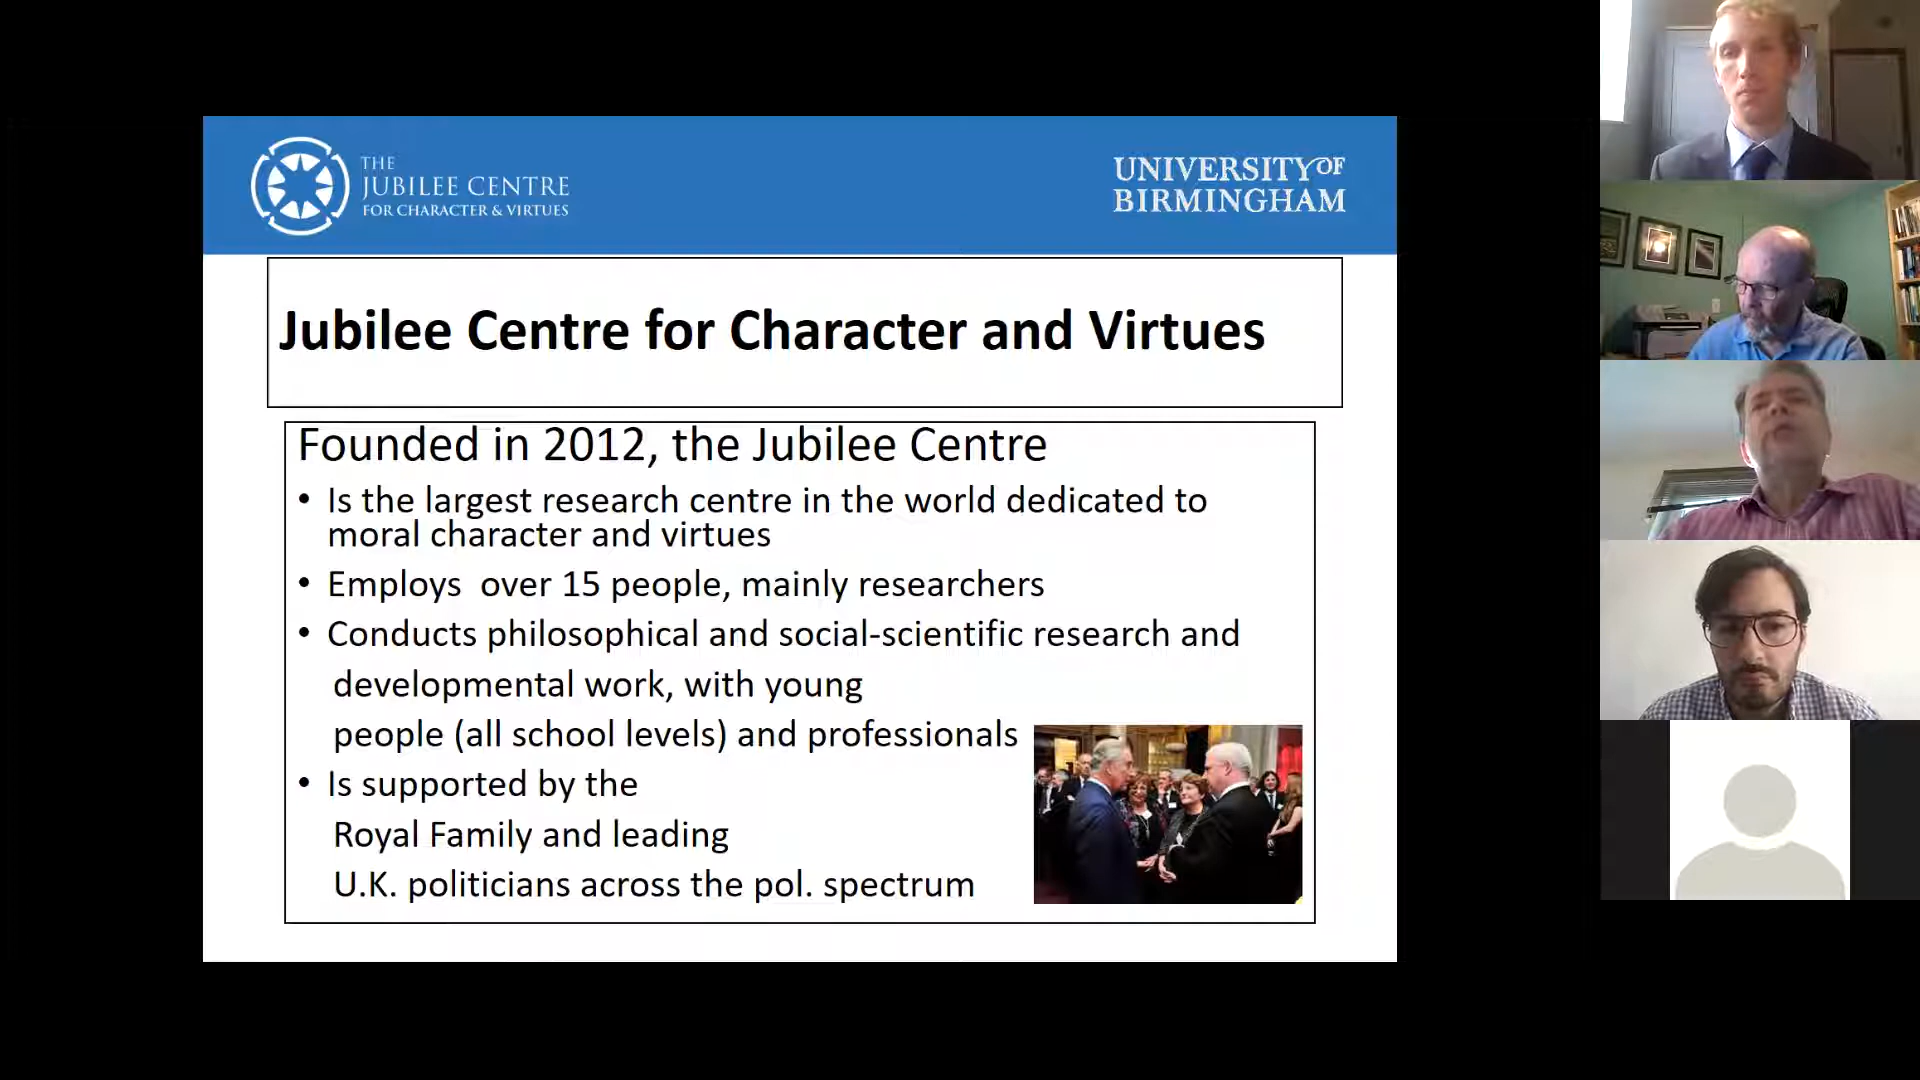 THE
JUBILEE CENTRE
FOR CHARACTER & VIRTUES
UNIVERSITY OF
BIRMINGHAM
Jubilee Centre for Character and Virtues
Founded in 2012, the Jubilee Centre
• Is the largest research centre in the world dedicated to
moral character and virtues
• Employs  over 15 people, mainly researchers
• Conducts philosophical and social-scientific research and
developmental work, with young
people (all school levels) and professionals
• Is supported by the
Royal Family and leading
U.K. politicians across the pol. spectrum